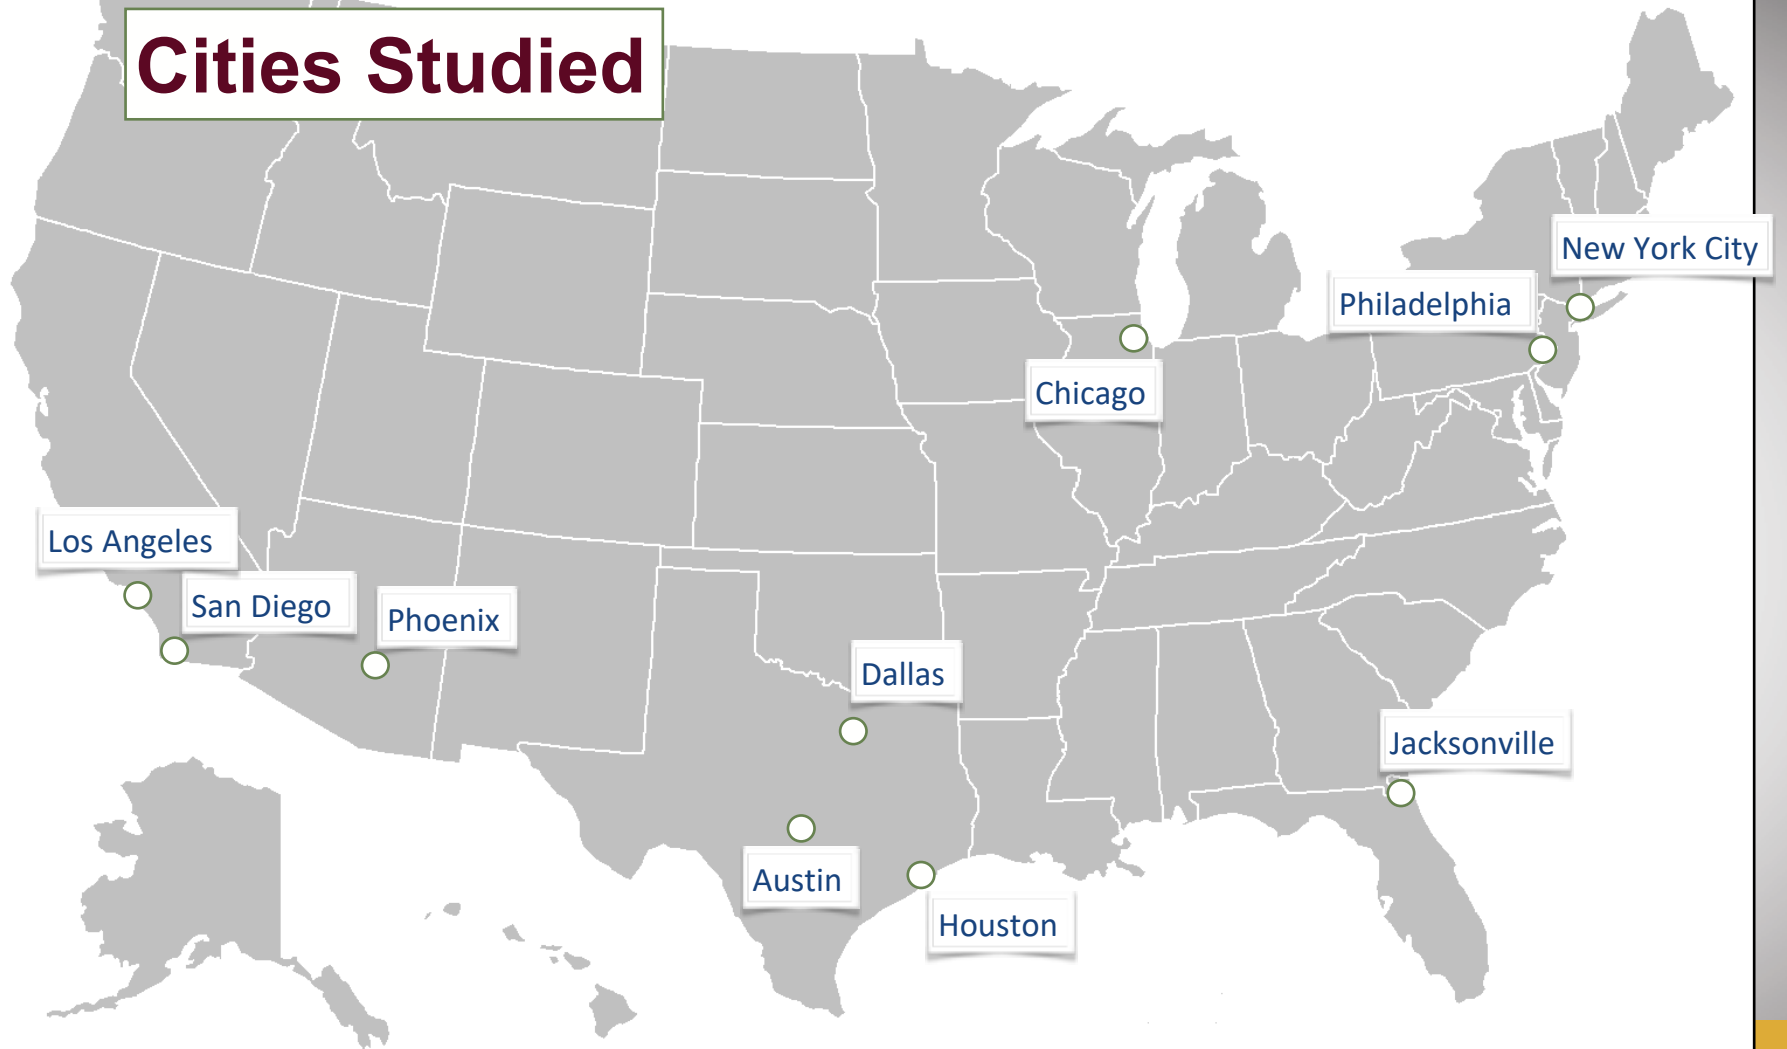 Cities Studied
New York City
Philadelphia
Chicago
Los Angeles
San Diego
Phoenix
Dallas
Jacksonville
Austin
Houston